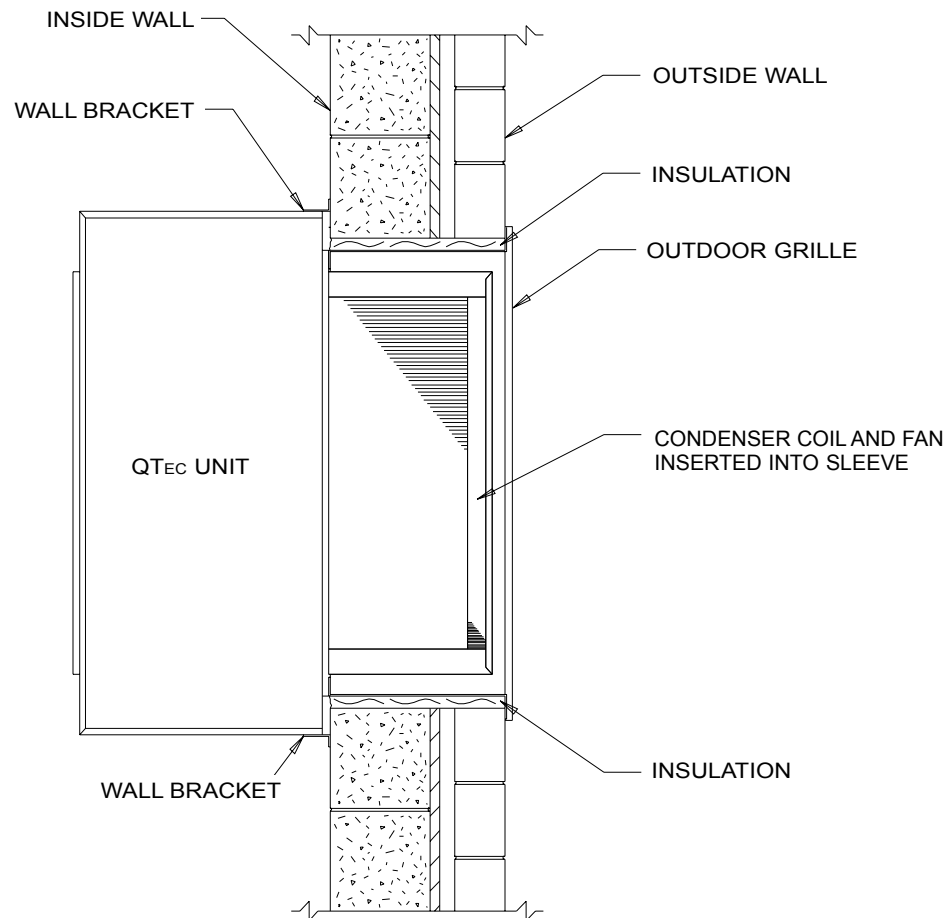 INSIDE WALL
OUTSIDE WALL
WALL BRACKET
INSULATION
OUTDOOR GRILLE
CONDENSER COIL AND FAN
INSERTED INTO SLEEVE
QTEC UNIT
INSULATION
WALL BRACKET